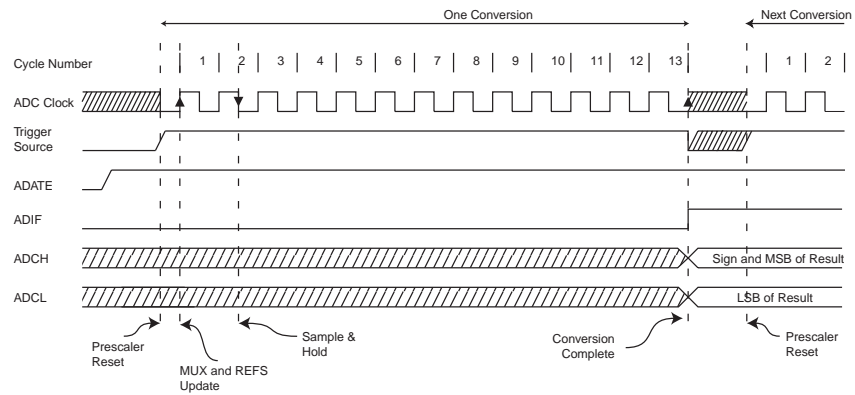 One Conversion
Next Conversion
Cycle Number
1 2 3 4 5 6 7 8 9 10 11 12 13 1 2
ADC Clock
Trigger
Source
ADATE
ADIF
ADCH
Sign and MSB of Result
ADCL
LSB of Result
Prescaler
Reset
MUX and REFS
Update
Sample &
Hold
Conversion
Complete
Prescaler
Reset